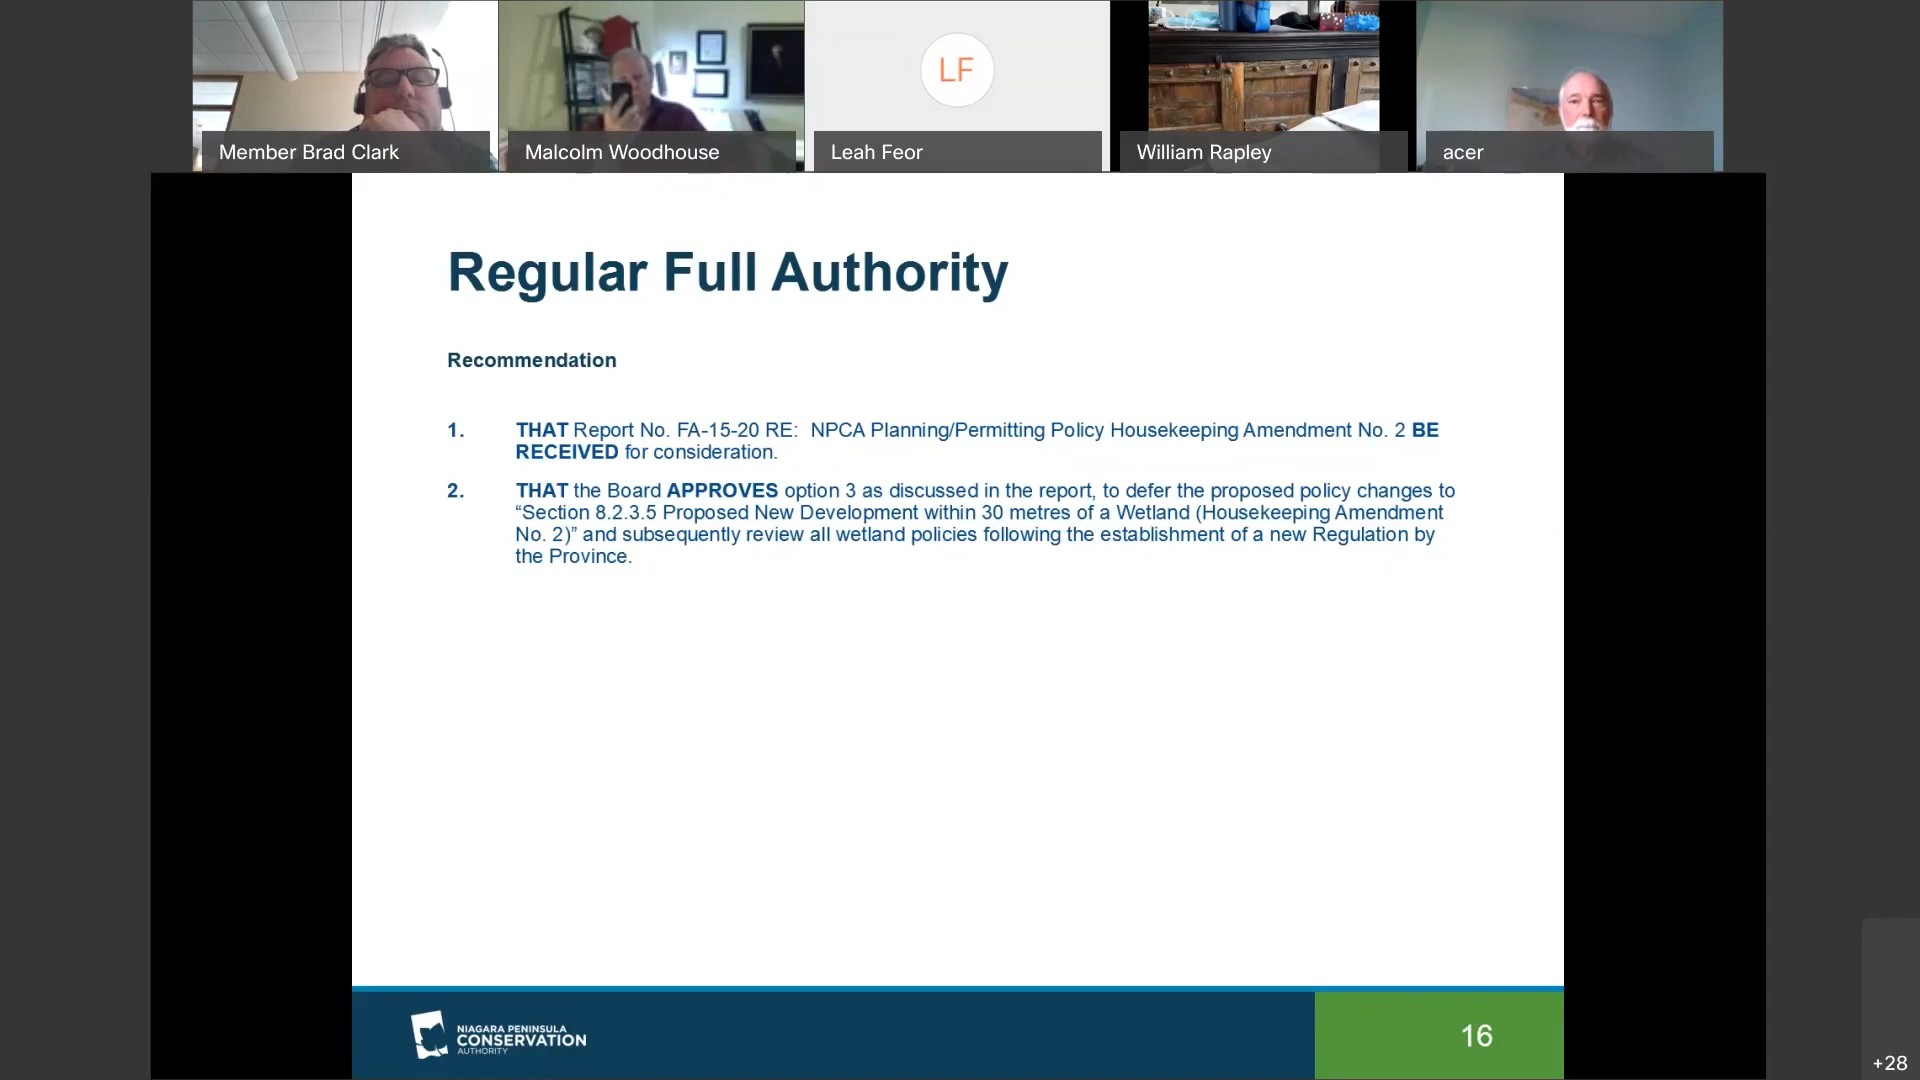 LF
Member Brad Clark
Malcolm Woodhouse
Leah Feor
William Rapley
acer
Regular Full Authority
Recommendation
1. THAT Report No. FA-15-20 RE:  NPCA Planning/Permitting Policy Housekeeping Amendment No. 2 BE
RECEIVED for consideration.
2. THAT the Board APPROVES option 3 as discussed in the report, to defer the proposed policy changes to
“Section 8.2.3.5 Proposed New Development within 30 metres of a Wetland (Housekeeping Amendment
No. 2)” and subsequently review all wetland policies following the establishment of a new Regulation by
the Province.
NIAGARA PENINSULA
CONSERVATION
AUTHORITY
16
+28